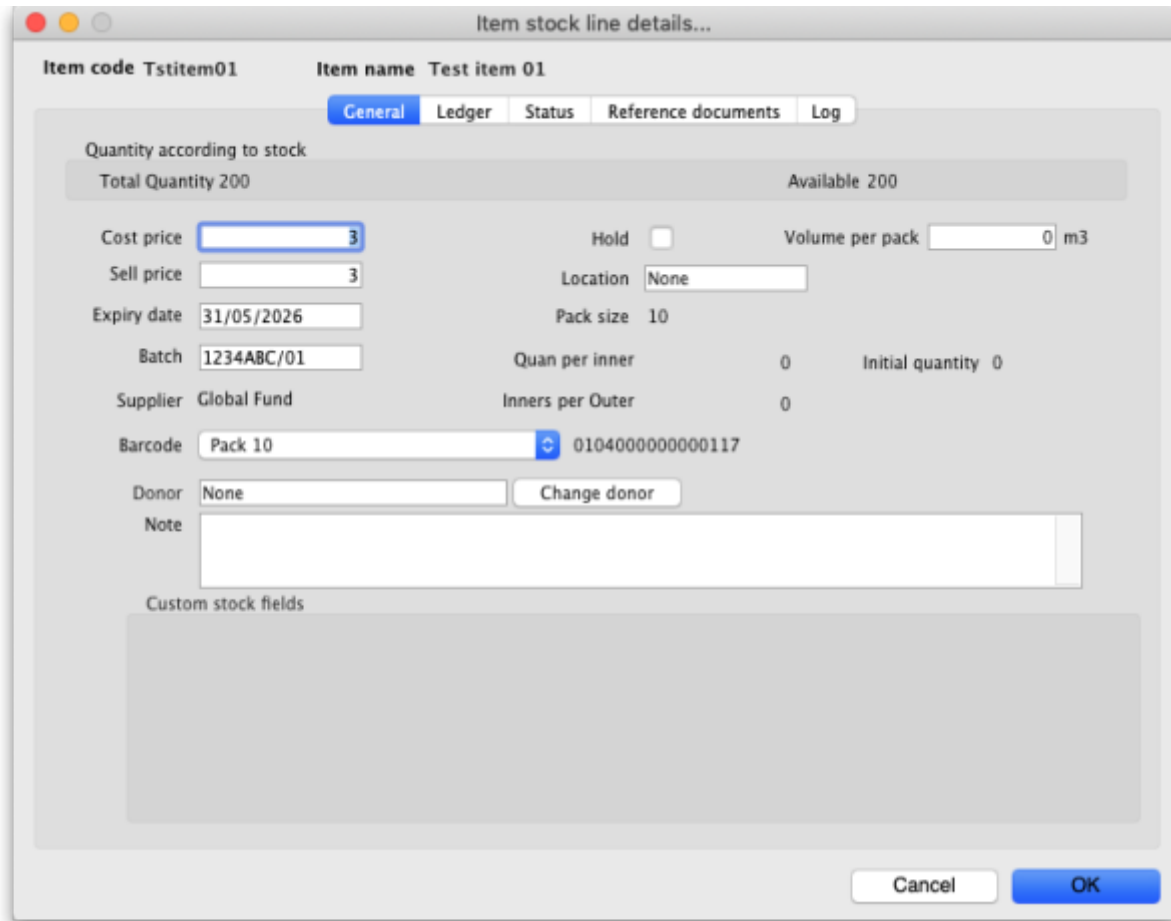 Item stock line details...
Item code Tstitem01 Item name Test item 01
General Ledger Status Reference documents Log
Quantity according to stock
Total Quantity 200 Available 200
Cost price 3 Hold Volume per pack 0 m3
Sell price 3 Location None
Expiry date 31/05/2026 Pack size 10
Batch 1234ABC/01 Quan per inner 0 Initial quantity 0
Supplier Global Fund Inners per Outer 0
Barcode Pack 10 0104000000000117
Donor None Change donor
Note
Custom stock fields
Cancel OK